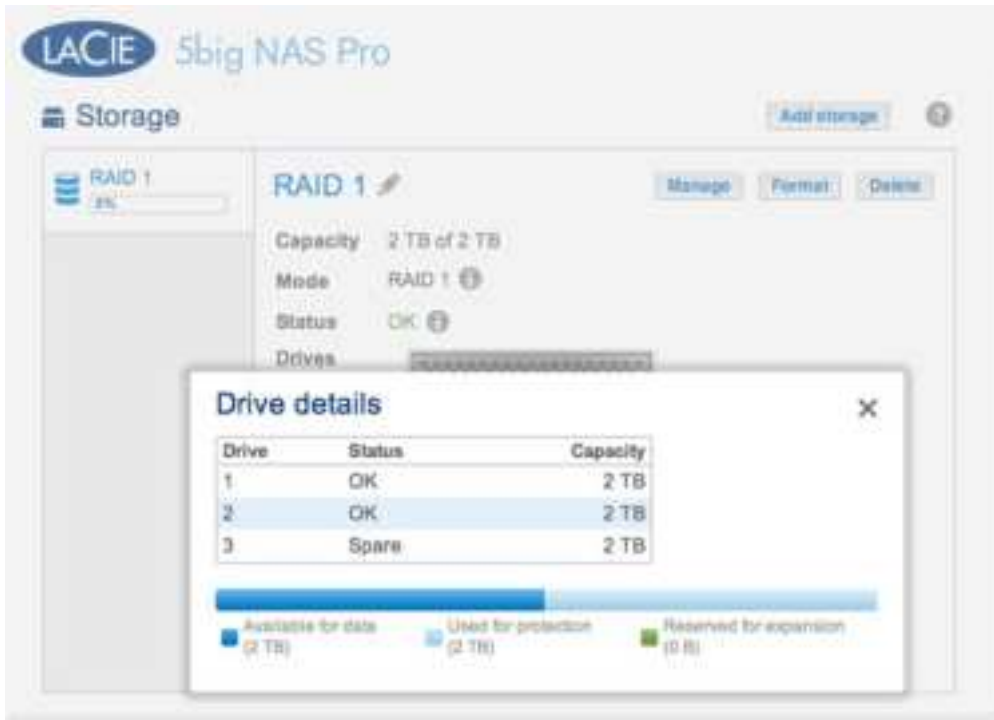 LACIE 5big NAS Pro
Storage
Add storage
?
RAID 1
RAID 1
Manage Format Delete
Capacity 2 TB of 2 TB
Mode RAID 1
Status OK
Drives
Drive details
Drive Status Capacity
1 OK 2 TB
2 OK 2 TB
3 Spare 2 TB
Available for data
(2 TB)
Used for protection
(2 TB)
Reserved for expansion
(0 B)